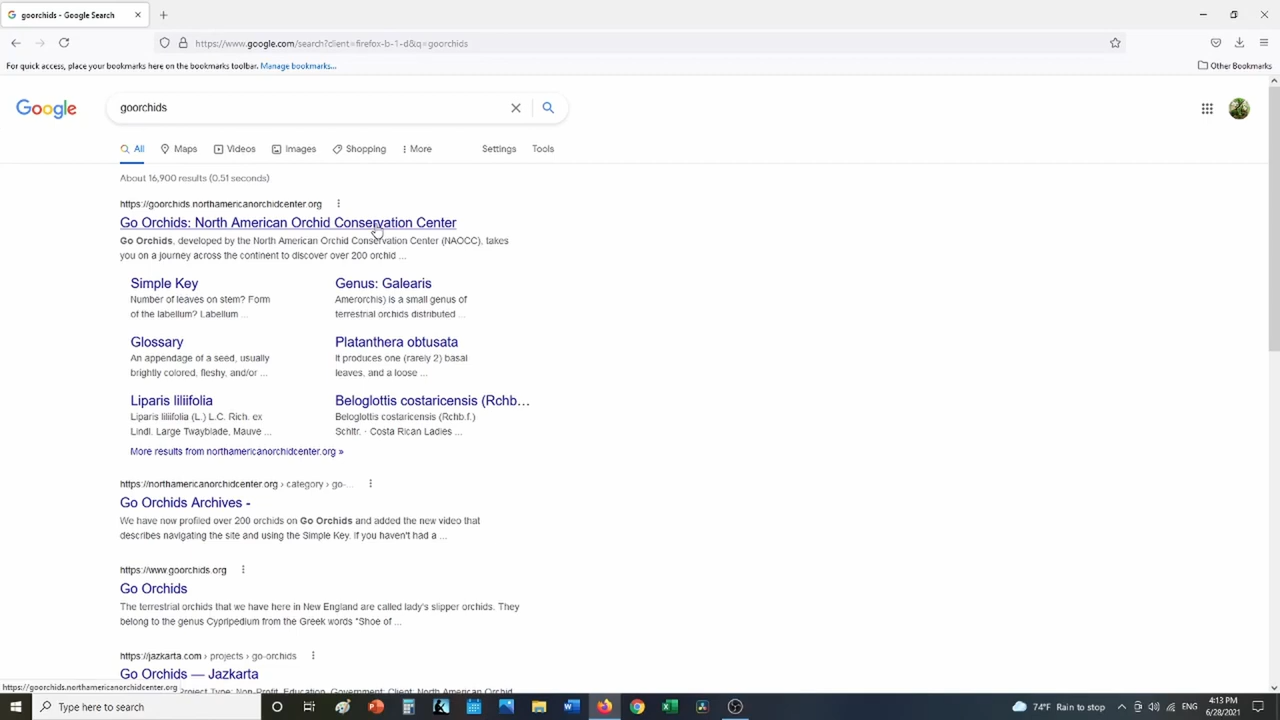 goorchids - Google Search
https://www.google.com/search?client=firefox-b-1-d&q=goorchids
For quick access, place your bookmarks here on the bookmarks toolbar. Manage bookmarks...
Other Bookmarks
Google
goorchids
All
Maps
Videos
Images
Shopping
More
Settings
Tools
About 16,900 results (0.51 seconds)
https://goorchids.northamericanorchidcenter.org
Go Orchids: North American Orchid Conservation Center
Go Orchids, developed by the North American Orchid Conservation Center (NAOCC), takes
you on a journey across the continent to discover over 200 orchid ...
Simple Key
Number of leaves on stem? Form
of the labellum? Labellum ...
Genus: Galearis
Amerorchis) is a small genus of
terrestrial orchids distributed ...
Glossary
An appendage of a seed, usually
brightly colored, fleshy, and/or ...
Platanthera obtusata
It produces one (rarely 2) basal
leaves, and a loose ...
Liparis liliifolia
Liparis liliifolia (L.) L.C. Rich. ex
Lindl. Large Twayblade, Mauve ...
Beloglottis costaricensis (Rchb...
Beloglottis costaricensis (Rchb.f.)
Schltr. · Costa Rican Ladies ...
More results from northamericanorchidcenter.org »
https://northamericanorchidcenter.org › category › go-...
Go Orchids Archives -
We have now profiled over 200 orchids on Go Orchids and added the new video that
describes navigating the site and using the Simple Key. If you haven't had a ...
https://www.goorchids.org
Go Orchids
The terrestrial orchids that we have here in New England are called lady's slipper orchids. They
belong to the genus Cypripedium from the Greek words "Shoe of ...
https://jazkarta.com › projects › go-orchids
Go Orchids — Jazkarta
https://goorchids.northamericanorchidcenter.org
Project Type: Non-Profit, Education, Government; Client: North American Orchid
Type here to search
74°F Rain to stop
ENG
4:13 PM
6/28/2021